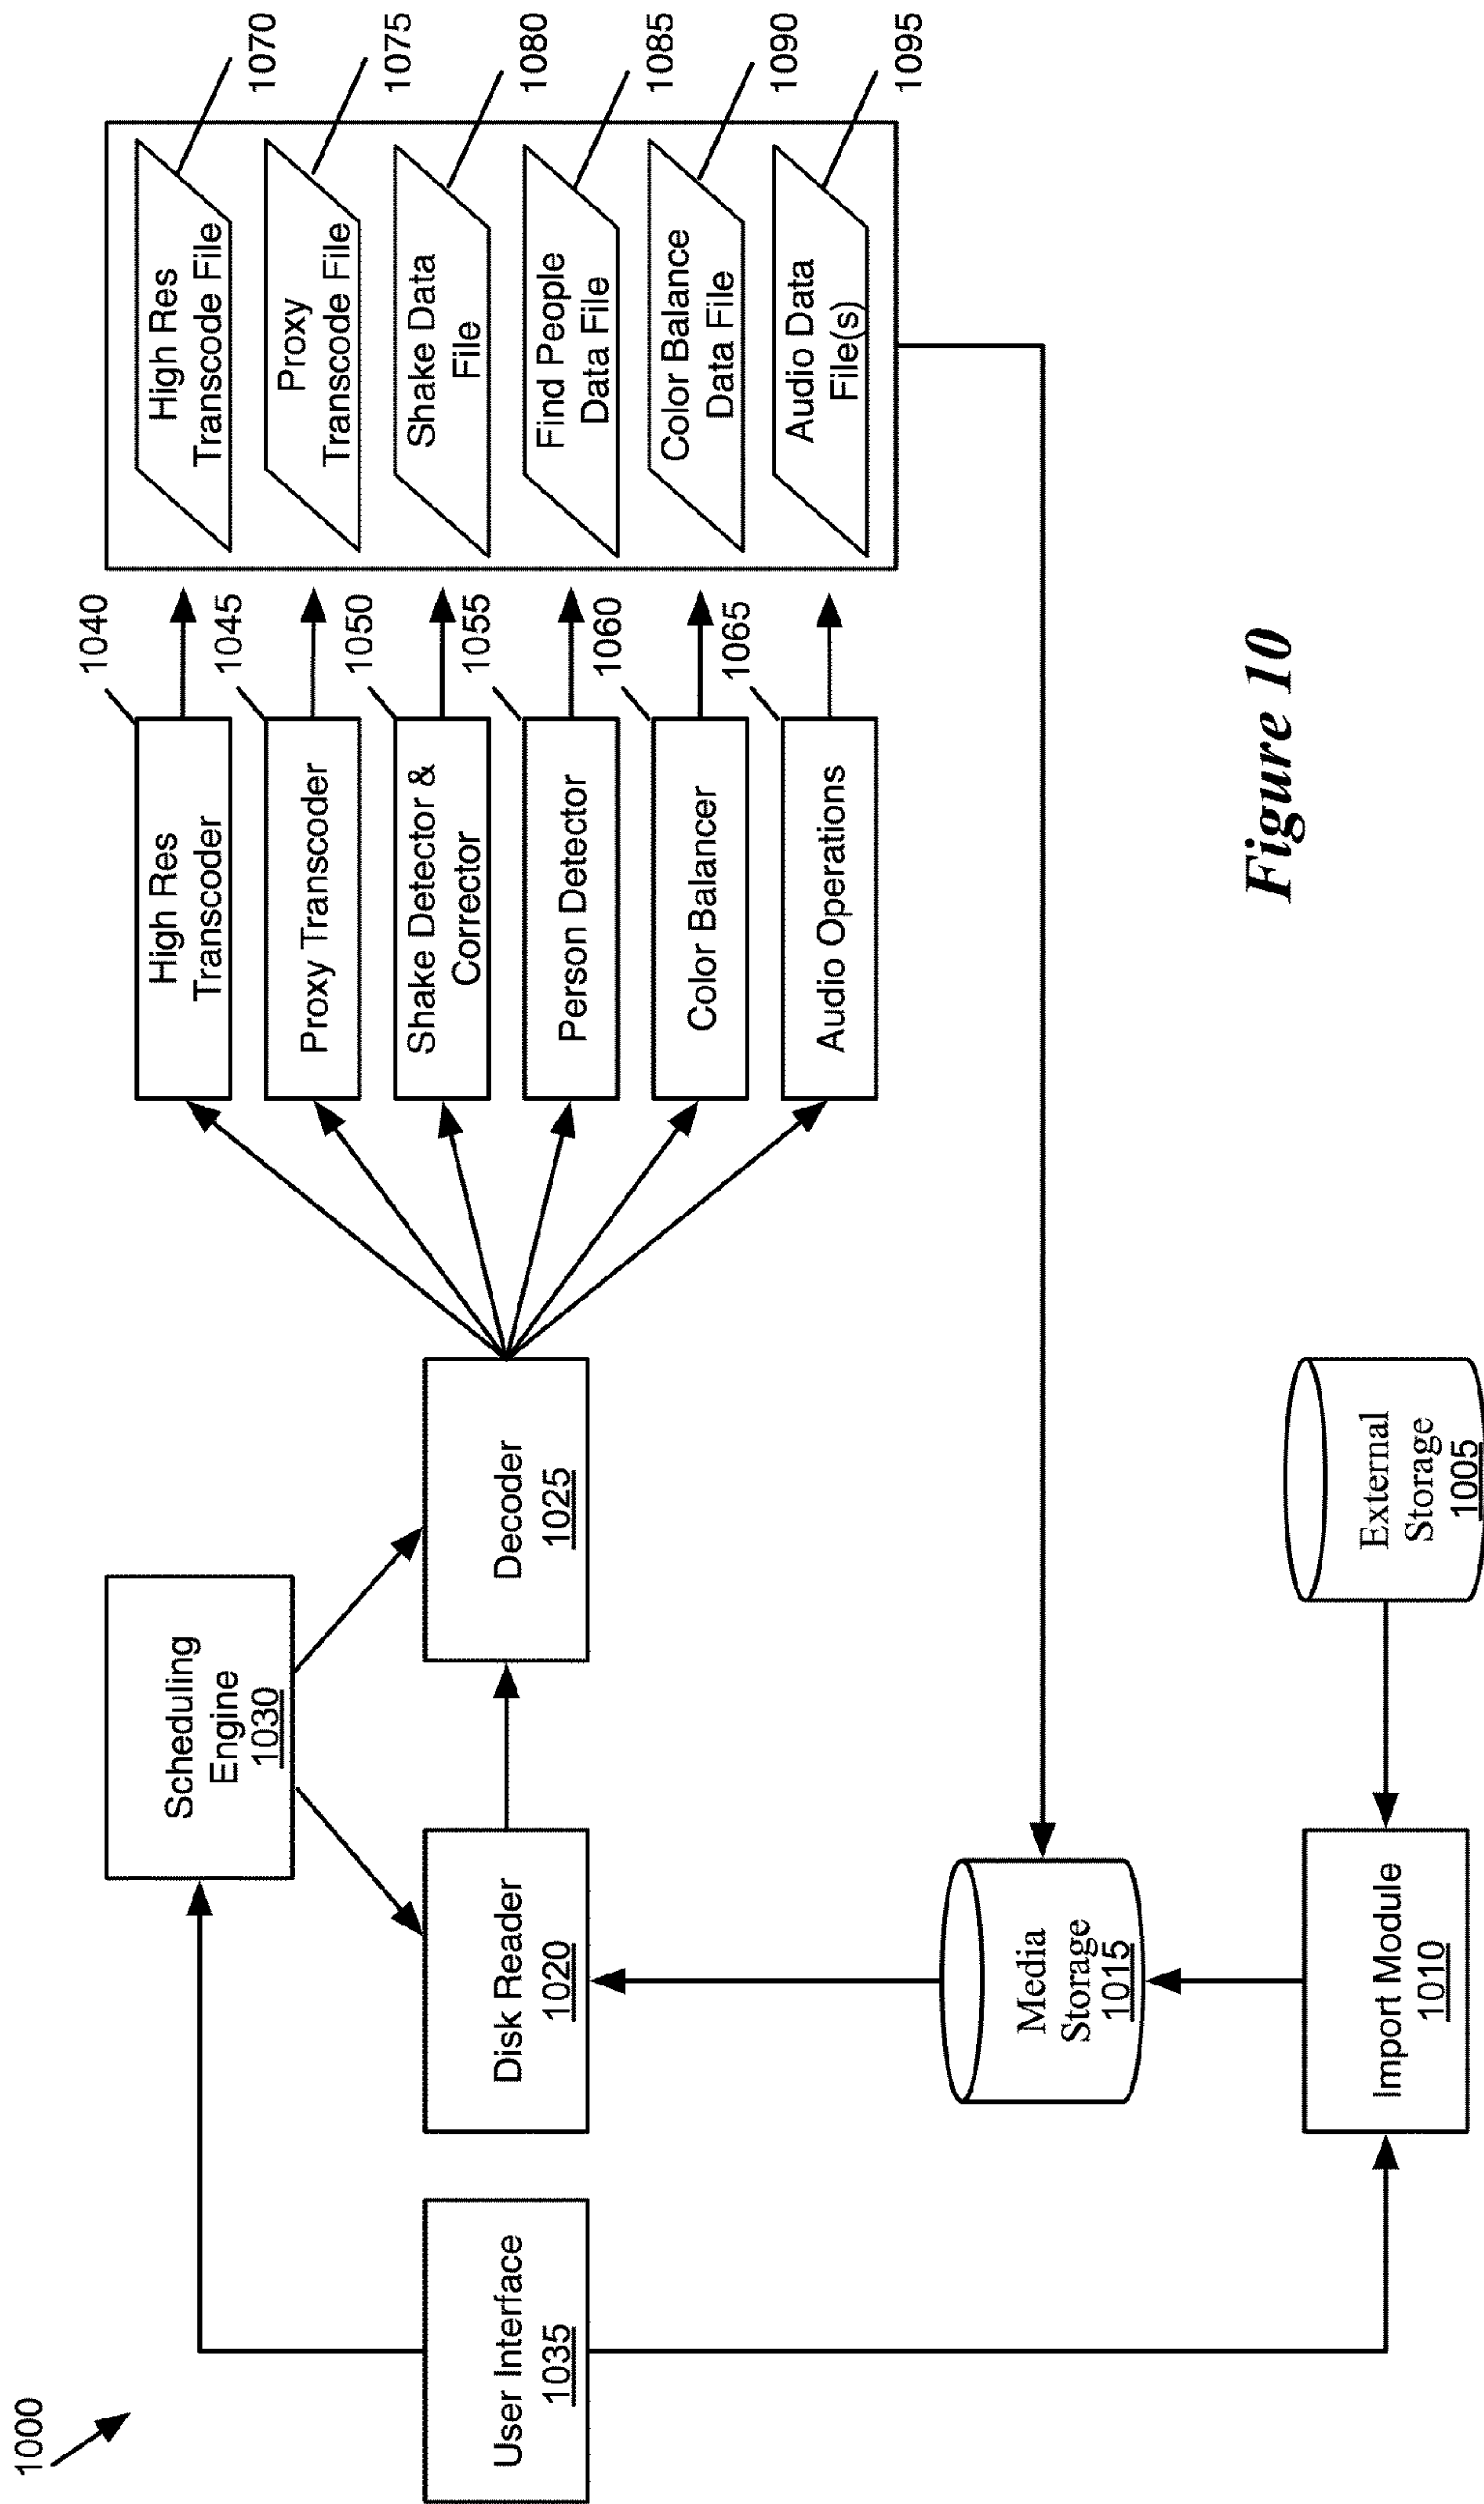 1000
User Interface
1035
Scheduling
Engine
1030
Disk Reader
1020
Decoder
1025
Media
Storage
1015
Import Module
1010
External
Storage
1005
1040
High Res
Transcoder
1045
Proxy Transcoder
1050
Shake Detector &
Corrector
1055
Person Detector
1060
Color Balancer
1065
Audio Operations
High Res
Transcode File
1070
Proxy
Transcode File
1075
Shake Data
File
1080
Find People
Data File
1085
Color Balance
Data File
1090
Audio Data
File(s)
1095
Figure 10